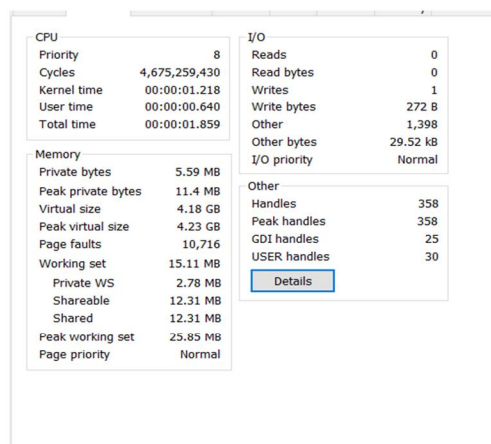 CPU
Priority 8
Cycles 4,675,259,430
Kernel time 00:00:01.218
User time 00:00:00.640
Total time 00:00:01.859
Memory
Private bytes 5.59 MB
Peak private bytes 11.4 MB
Virtual size 4.18 GB
Peak virtual size 4.23 GB
Page faults 10,716
Working set 15.11 MB
Private WS 2.78 MB
Shareable 12.31 MB
Shared 12.31 MB
Peak working set 25.85 MB
Page priority Normal
I/O
Reads 0
Read bytes 0
Writes 1
Write bytes 272 B
Other 1,398
Other bytes 29.52 kB
I/O priority Normal
Other
Handles 358
Peak handles 358
GDI handles 25
USER handles 30
Details